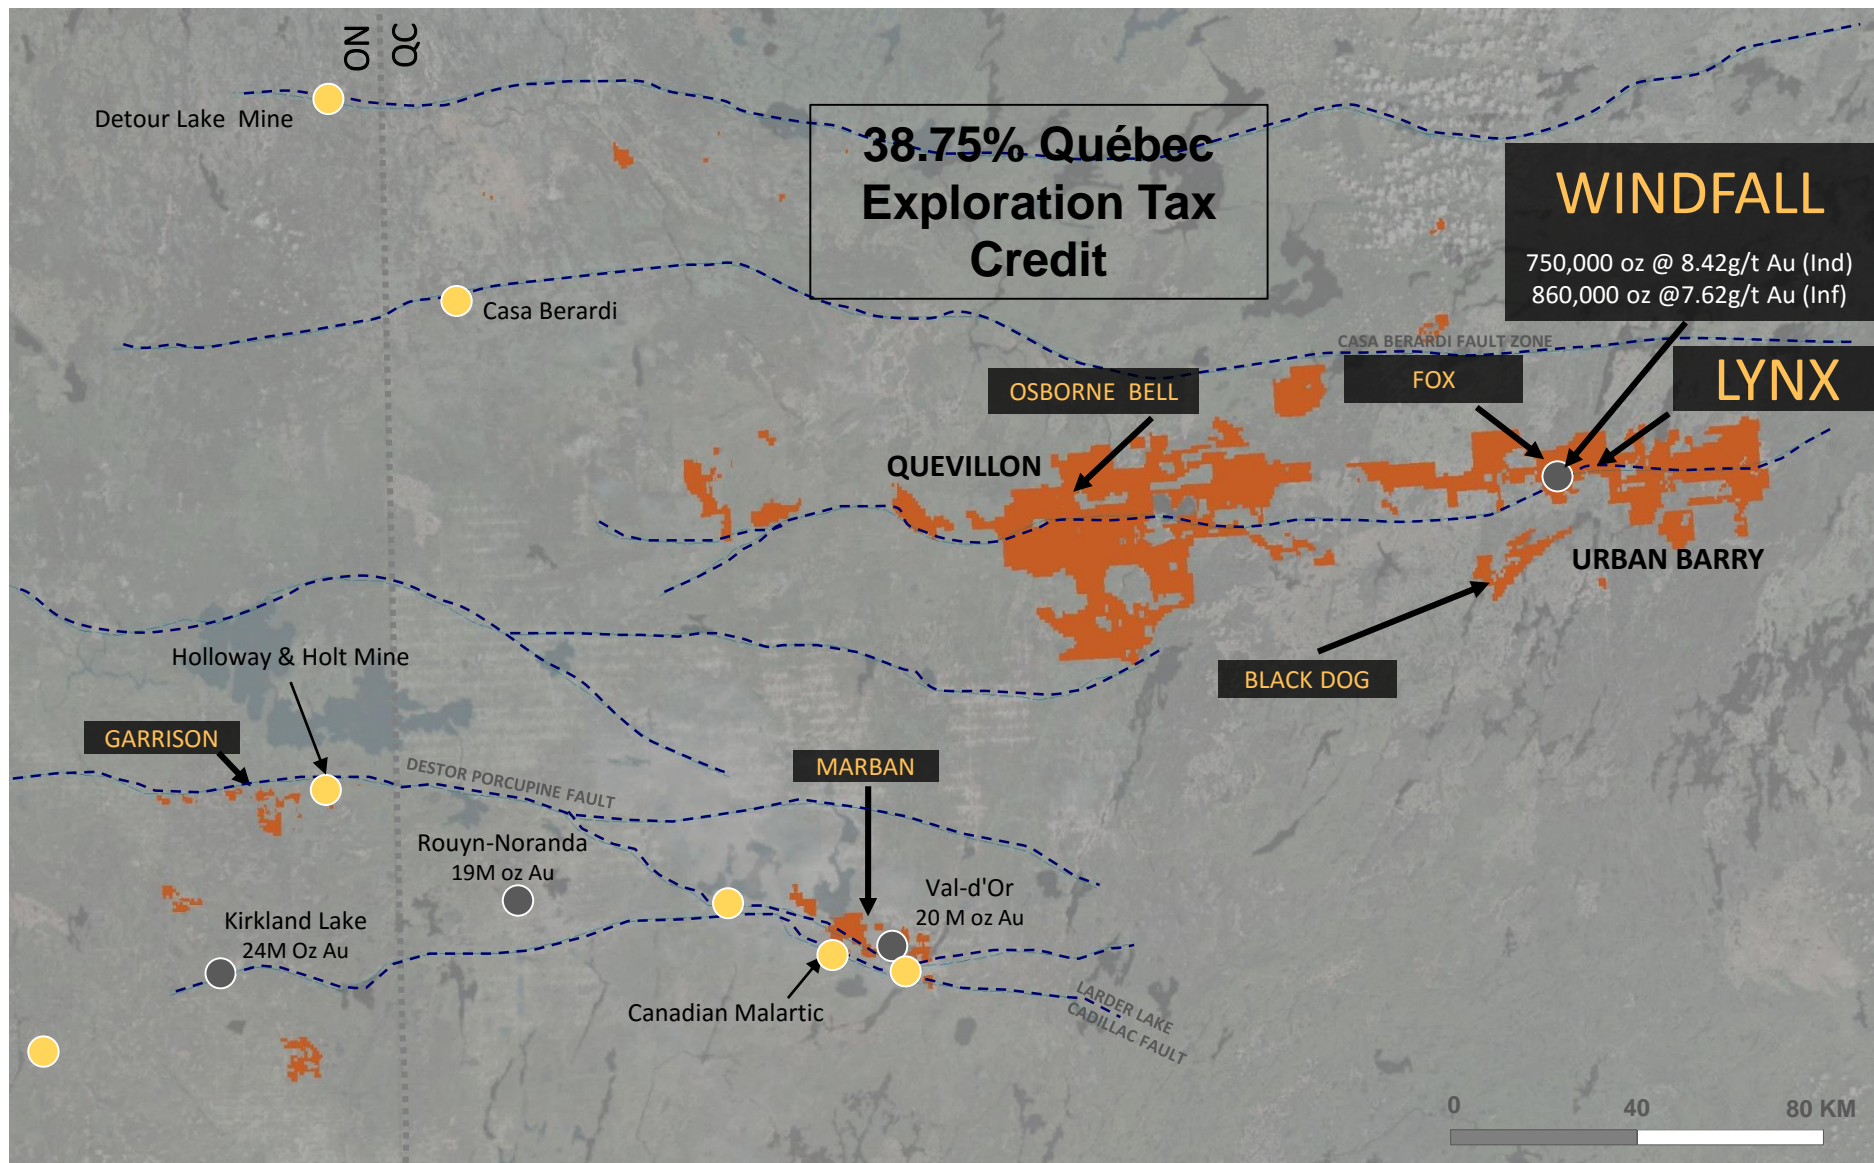 ON
QC
Detour Lake Mine
38.75% Québec
Exploration Tax
Credit
WINDFALL
750,000 oz @ 8.42g/t Au (Ind)
860,000 oz @7.62g/t Au (Inf)
Casa Berardi
CASA BERARDI FAULT ZONE
OSBORNE BELL
FOX
LYNX
QUEVILLON
URBAN BARRY
BLACK DOG
Holloway & Holt Mine
GARRISON
DESTOR PORCUPINE FAULT
MARBAN
Rouyn-Noranda
19M oz Au
Val-d'Or
20 M oz Au
Kirkland Lake
24M Oz Au
Canadian Malartic
LARDER LAKE
CADILLAC FAULT
0 40 80 KM